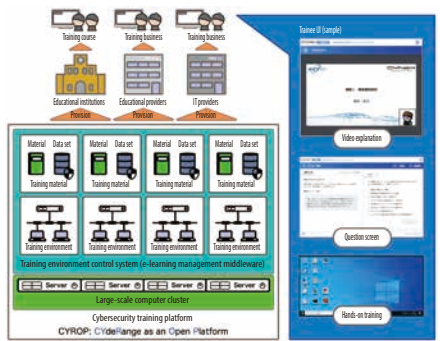 Training course
Training business
Training business
Educational institutions
Educational providers
IT providers
Provision
Provision
Provision
Material Data set
Material Data set
Material Data set
Material Data set
Training material
Training material
Training material
Training material
Training environment
Training environment
Training environment
Training environment
Training environment control system (e-learning management middleware)
Server
Server
Server
Server
Large-scale computer cluster
Cybersecurity training platform
CYROP: CYdeRange as an Open Platform
Trainee UI (sample)
Video explanation
Question screen
Hands-on training